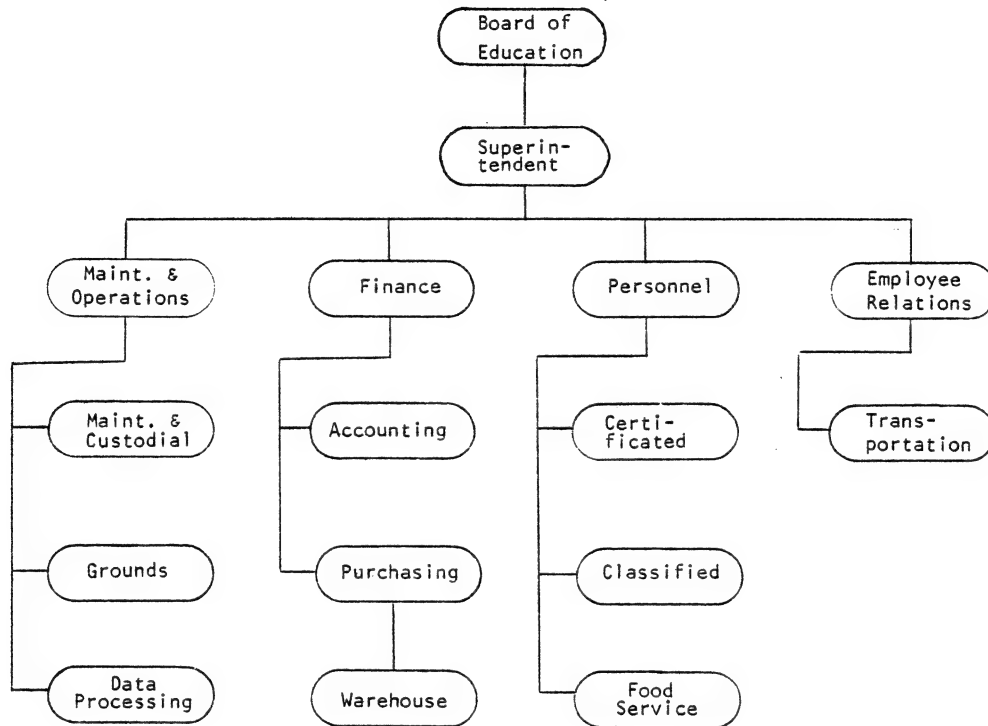 Board of
Education
Superin-
tendent
Maint. &
Operations
Finance
Personnel
Employee
Relations
Maint. &
Custodial
Accounting
Certi-
ficated
Trans-
portation
Grounds
Purchasing
Classified
Data
Processing
Warehouse
Food
Service